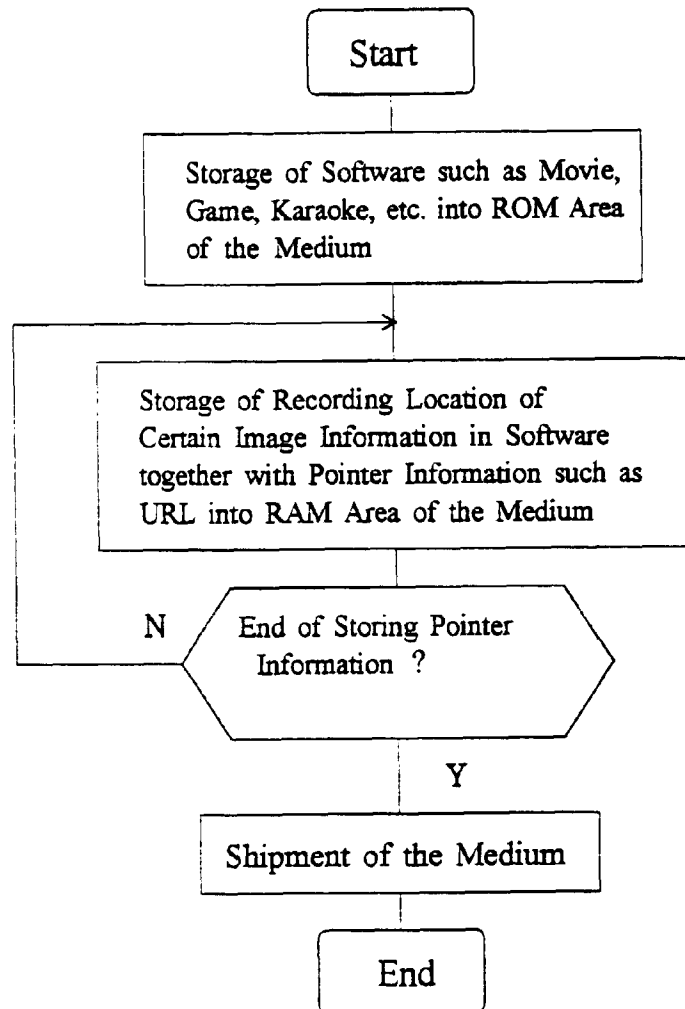 Start
Storage of Software such as Movie,
Game, Karaoke, etc. into ROM Area
of the Medium
Storage of Recording Location of
Certain Image Information in Software
together with Pointer Information such as
URL into RAM Area of the Medium
N
End of Storing Pointer
Information ?
Y
Shipment of the Medium
End